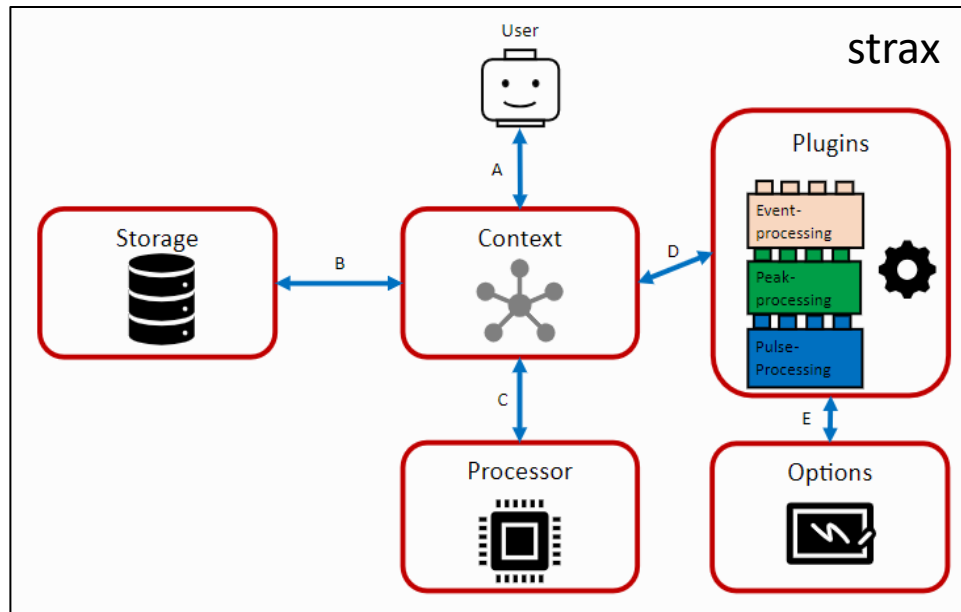 User
strax
A
Plugins
Event-
processing
Peak-
processing
Pulse-
Processing
Storage
B
Context
D
C
E
Processor
Options